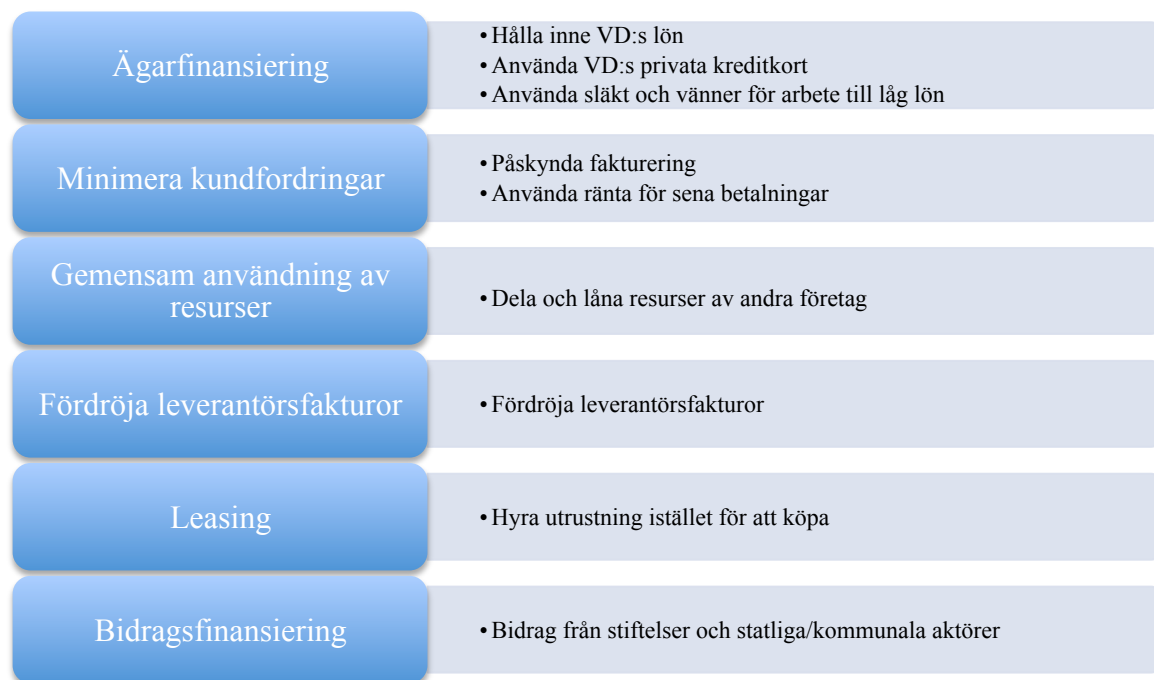 Ägarfinansiering
• Hålla inne VD:s lön
• Använda VD:s privata kreditkort
• Använda släkt och vänner för arbete till låg lön
Minimera kundfordringar
• Påskynda fakturering
• Använda ränta för sena betalningar
Gemensam användning av
resurser
• Dela och låna resurser av andra företag
Fördröja leverantörsfakturor
• Fördröja leverantörsfakturor
Leasing
• Hyra utrustning istället för att köpa
Bidragsfinansiering
• Bidrag från stiftelser och statliga/kommunala aktörer